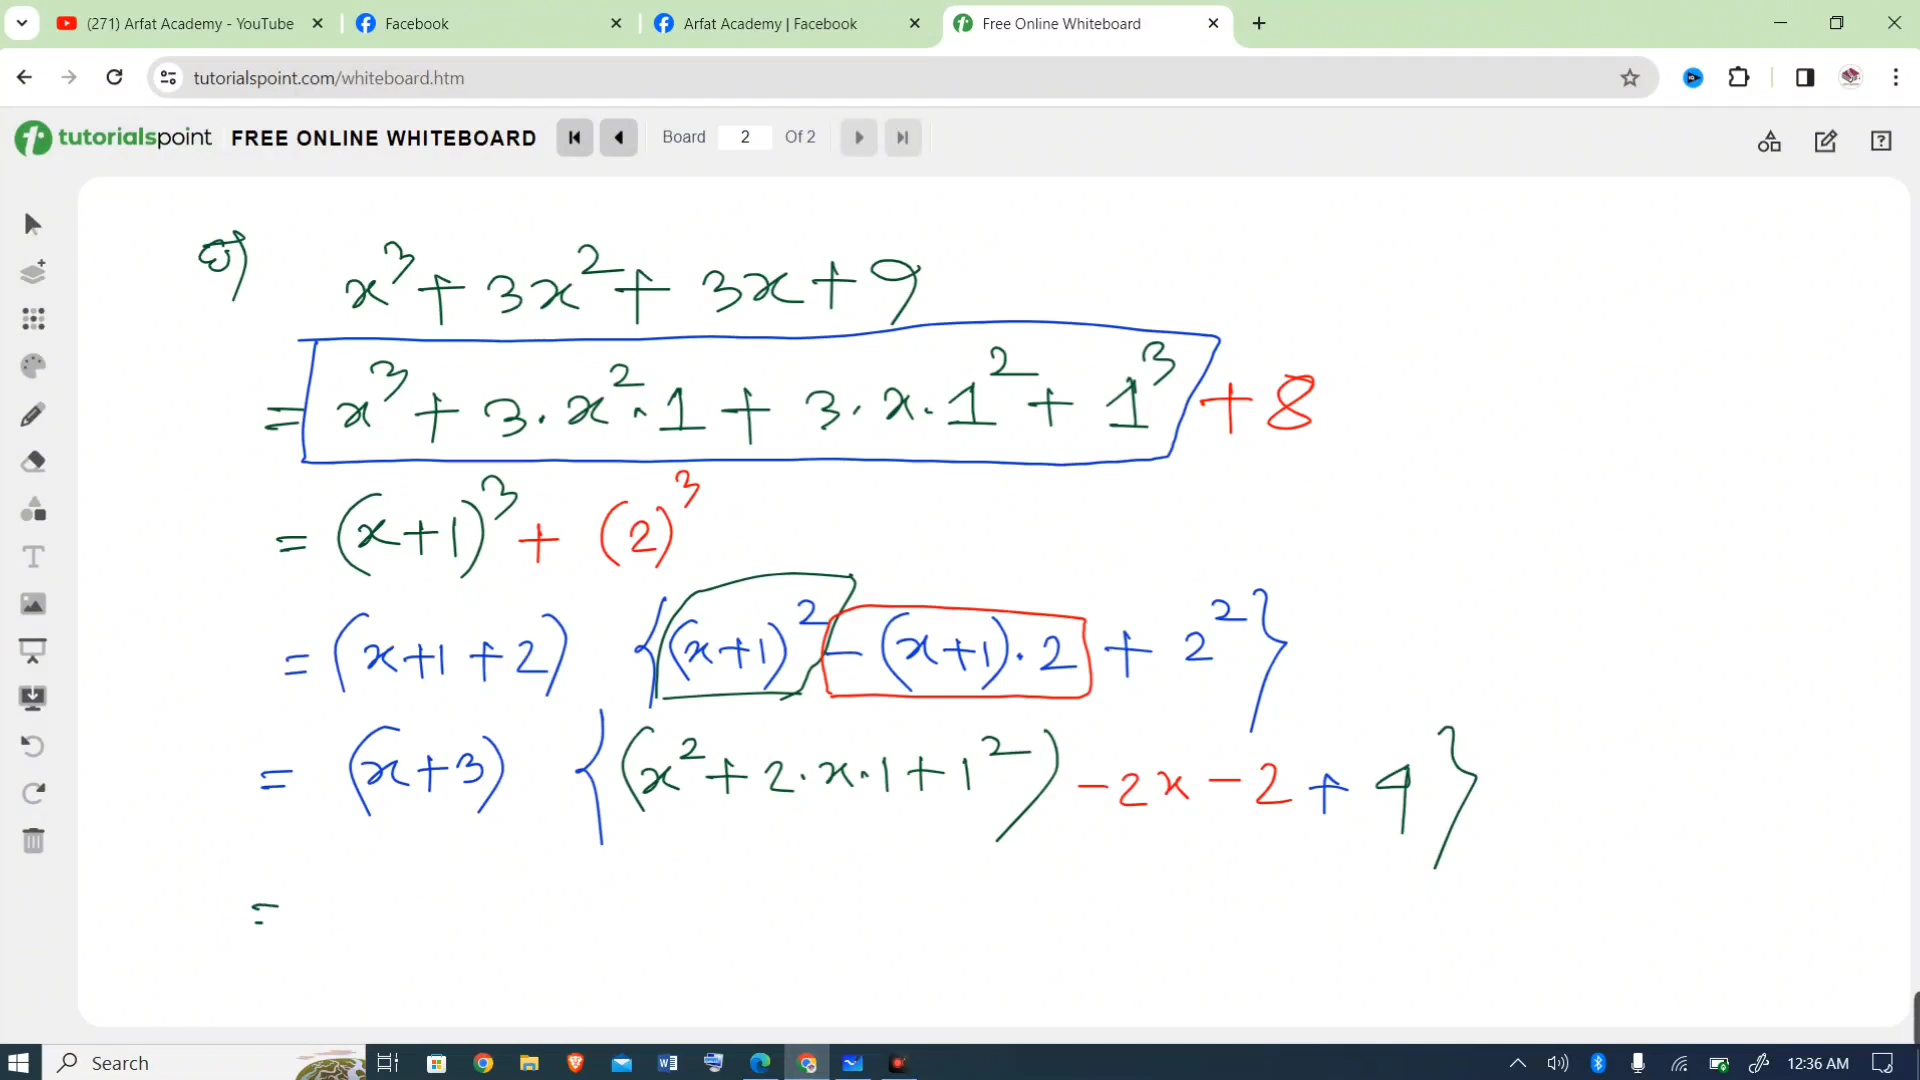 (271) Arfat Academy - YouTube
Facebook
Arfat Academy | Facebook
Free Online Whiteboard
tutorialspoint.com/whiteboard.htm
tutorialspoint FREE ONLINE WHITEBOARD Board 2 Of 2
x³ + 3x² + 3x + 9
= x³ + 3·x²·1 + 3·x·1² + 1³ + 8
= (x+1)³ + (2)³
= (x+1+2) {(x+1)² - (x+1)·2 + 2²}
= (x+3) {(x² + 2·x·1 + 1²) -2x - 2 + 4}
=
Search
12:36 AM